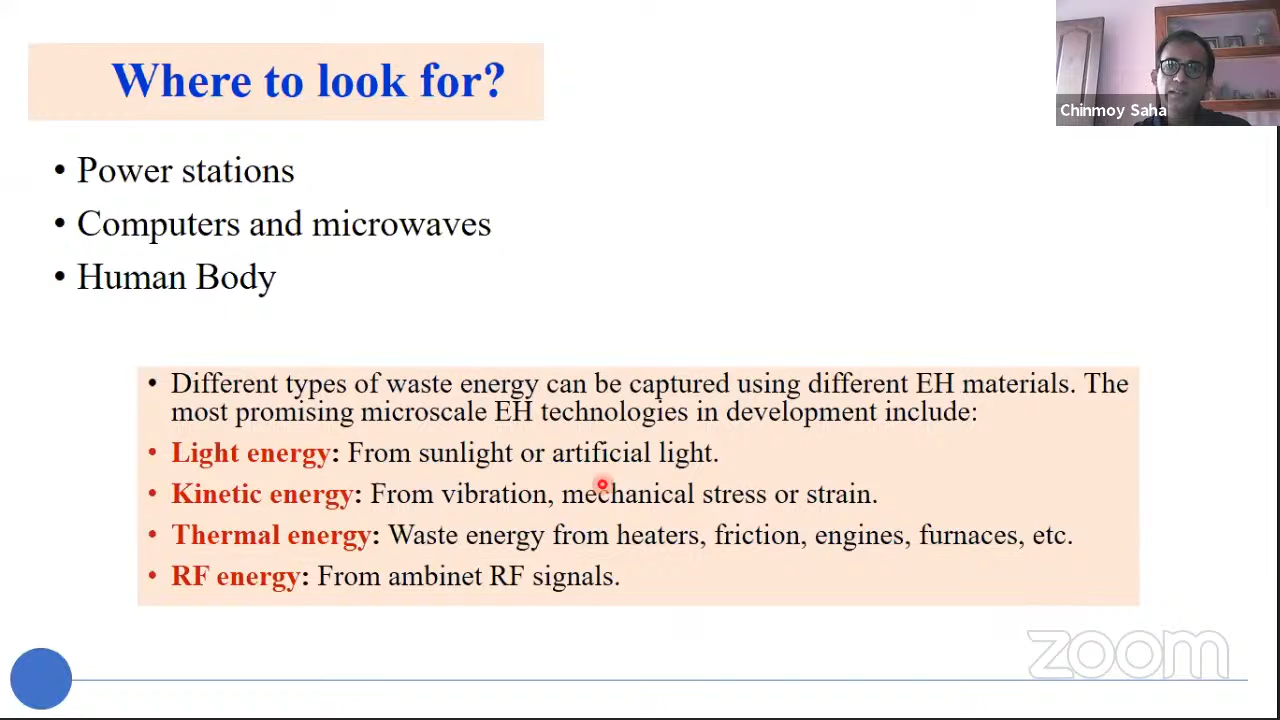 Where to look for?
Chinmoy Saha
• Power stations
• Computers and microwaves
• Human Body
• Different types of waste energy can be captured using different EH materials. The
most promising microscale EH technologies in development include:
• Light energy: From sunlight or artificial light.
• Kinetic energy: From vibration, mechanical stress or strain.
• Thermal energy: Waste energy from heaters, friction, engines, furnaces, etc.
• RF energy: From ambinet RF signals.
zoom